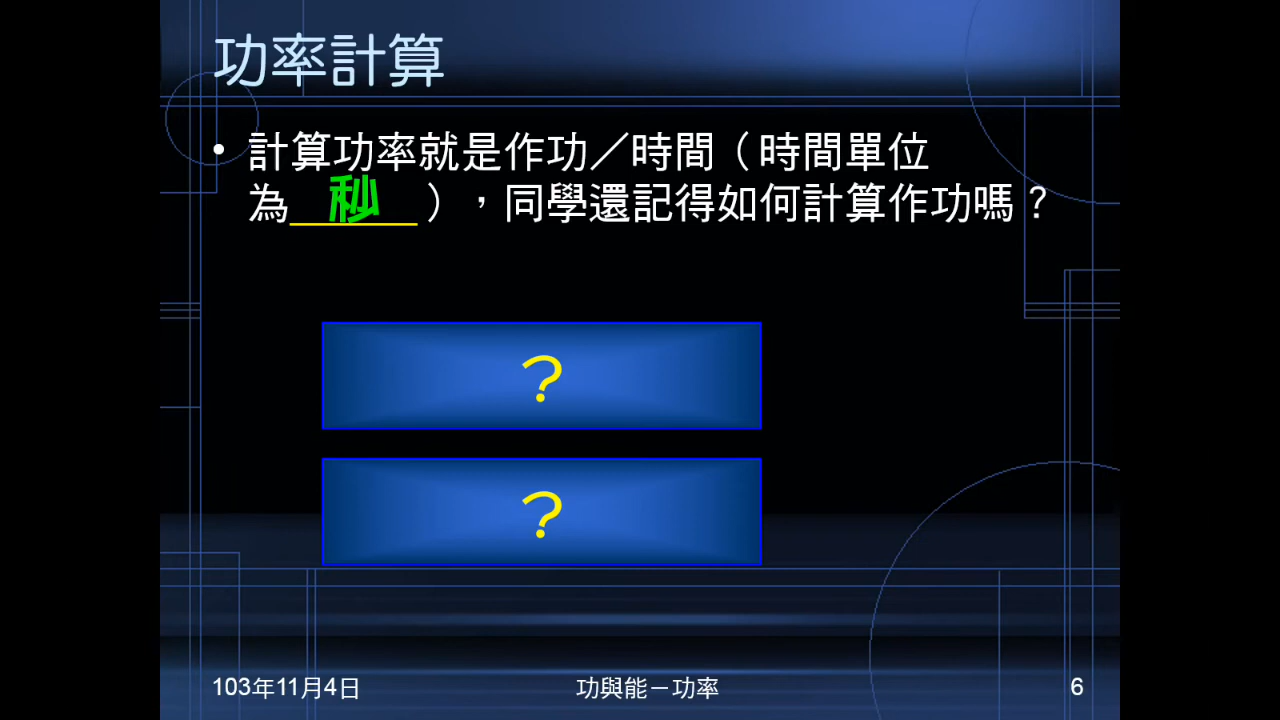 功率計算
• 計算功率就是作功／時間（時間單位
為 秒 ），同學還記得如何計算作功嗎？
？
？
103年11月4日 功與能－功率 6